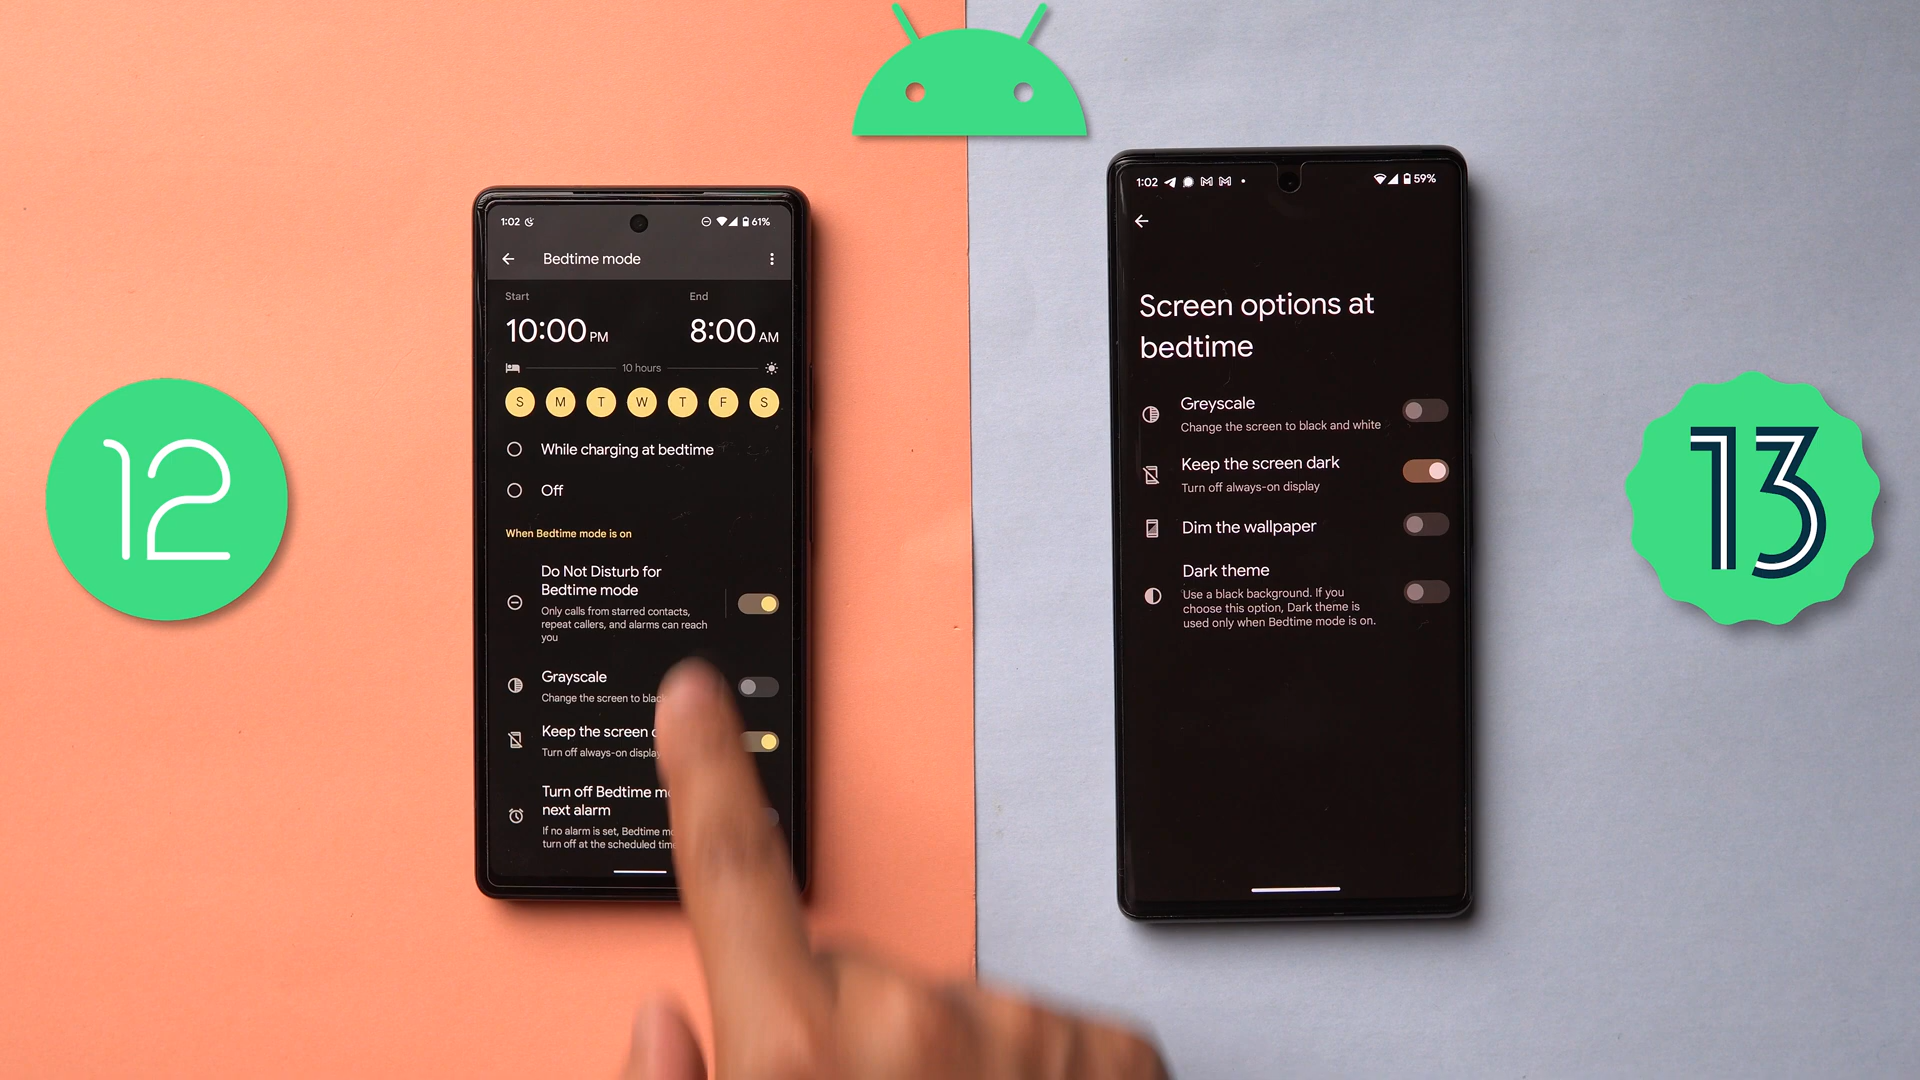 12
1:02
61%
Bedtime mode
Start
End
10:00 PM
8:00 AM
10 hours
S M T W T F S
While charging at bedtime
Off
When Bedtime mode is on
Do Not Disturb for
Bedtime mode
Only calls from starred contacts,
repeat callers, and alarms can reach
you
Grayscale
Change the screen to
Keep the screen
Turn off always-on display
Turn off Bedtime
next alarm
If no alarm is set, Bedtime
turn off at the scheduled
1:02
59%
Screen options at
bedtime
Greyscale
Change the screen to black and white
Keep the screen dark
Turn off always-on display
Dim the wallpaper
Dark theme
Use a black background. If you
choose this option, Dark theme is
used only when Bedtime mode is on.
13